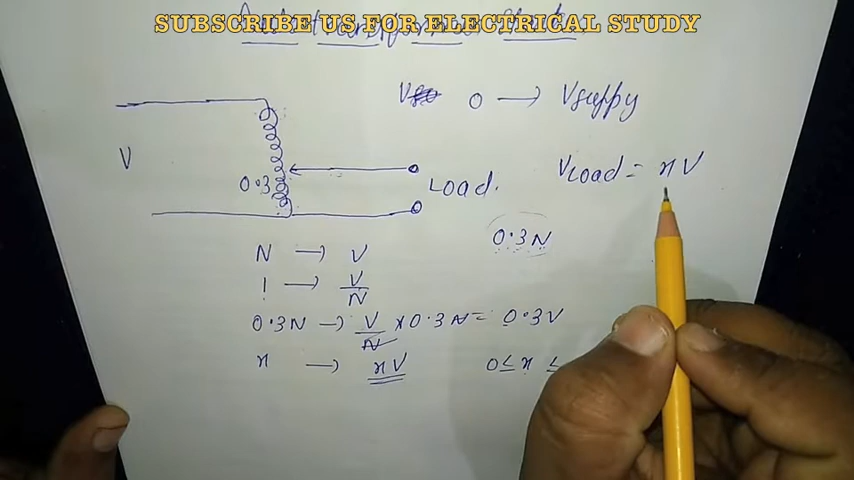 SUBSCRIBE US FOR ELECTRICAL STUDY
0 → Vsupply
V
0.3
Load.
VLoad = xV
0.3N
N → V
1 → V/N
0.3N → V/N × 0.3N = 0.3V
x → xV
0 ≤ x ≤